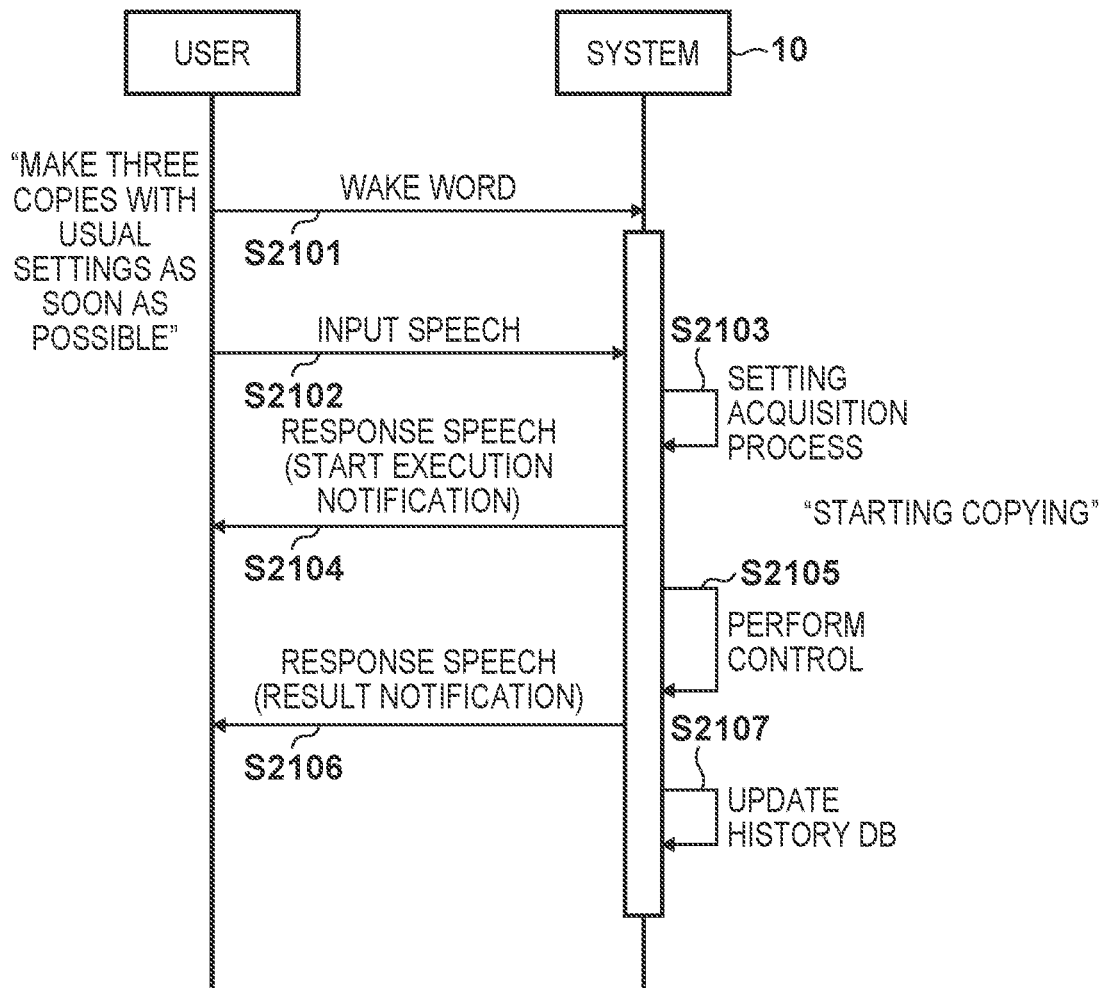 USER
SYSTEM
10
“MAKE THREE
COPIES WITH
USUAL
SETTINGS AS
SOON AS
POSSIBLE”
WAKE WORD
S2101
INPUT SPEECH
S2102
S2103
SETTING
ACQUISITION
PROCESS
RESPONSE SPEECH
(START EXECUTION
NOTIFICATION)
S2104
“STARTING COPYING”
S2105
PERFORM
CONTROL
RESPONSE SPEECH
(RESULT NOTIFICATION)
S2106
S2107
UPDATE
HISTORY DB